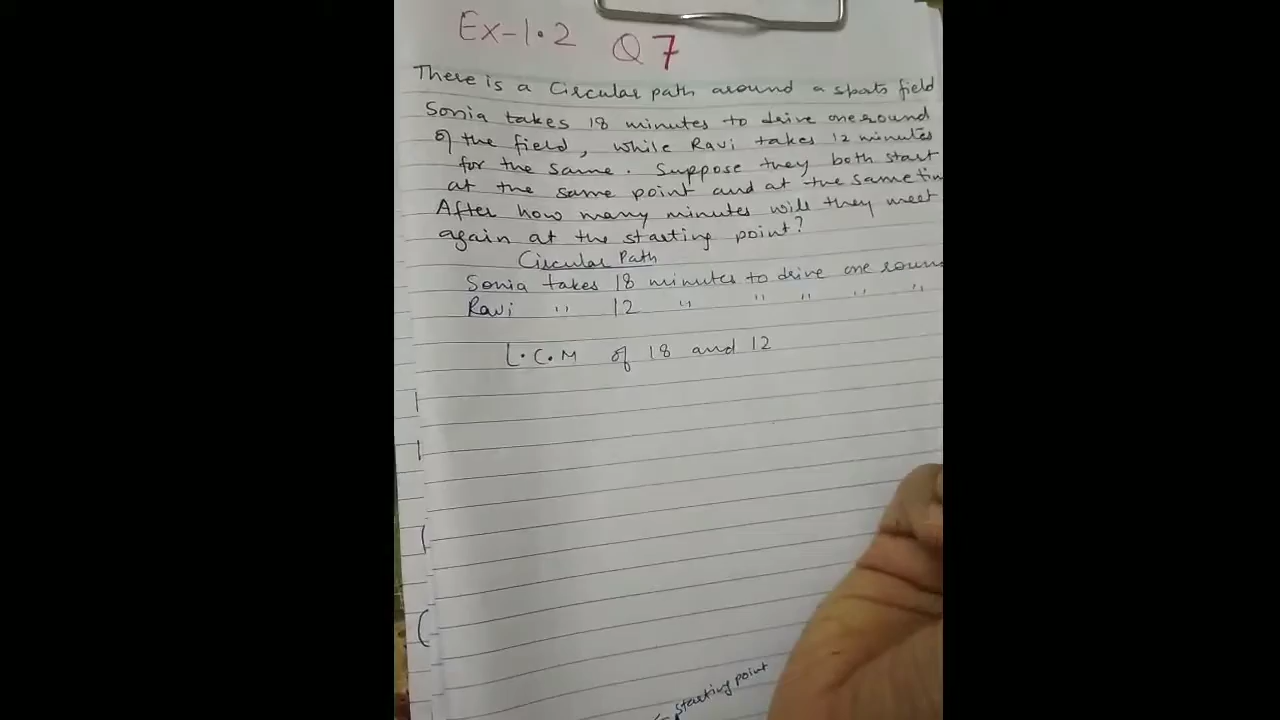 Ex-1.2 Q7
There is a Circular path around a sports field
Sonia takes 18 minutes to drive one round
of the field, while Ravi takes 12 minutes
for the same. Suppose they both start
at the same point and at the same tim
After how many minutes will they meet
again at the starting point?
Circular Path
Sonia takes 18 minutes to drive one roun
Ravi " 12 " " " " "
L.C.M of 18 and 12
starting point